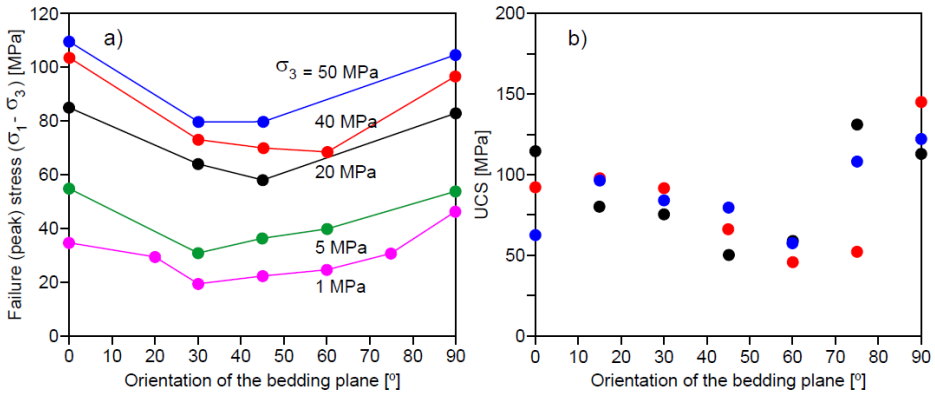 a)
Failure (peak) stress (σ1 - σ3) [MPa]
120
100
80
60
40
20
0
σ3 = 50 MPa
40 MPa
20 MPa
5 MPa
1 MPa
0 10 20 30 40 50 60 70 80 90
Orientation of the bedding plane [º]
b)
UCS [MPa]
200
150
100
50
0
0 10 20 30 40 50 60 70 80 90
Orientation of the bedding plane [º]